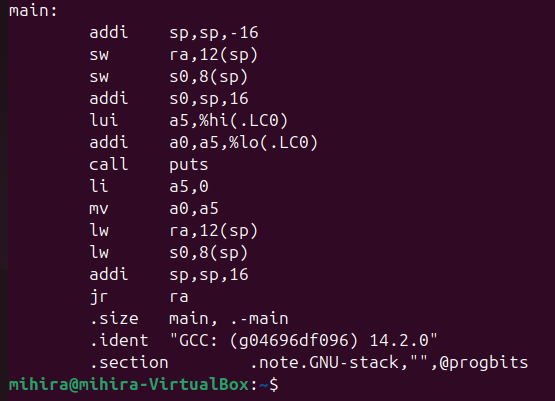 main:
addi sp,sp,-16
sw ra,12(sp)
sw s0,8(sp)
addi s0,sp,16
lui a5,%hi(.LC0)
addi a0,a5,%lo(.LC0)
call puts
li a5,0
mv a0,a5
lw ra,12(sp)
lw s0,8(sp)
addi sp,sp,16
jr ra
.size main, .-main
.ident "GCC: (g04696df096) 14.2.0"
.section .note.GNU-stack,"",@progbits
mihira@mihira-VirtualBox:~$